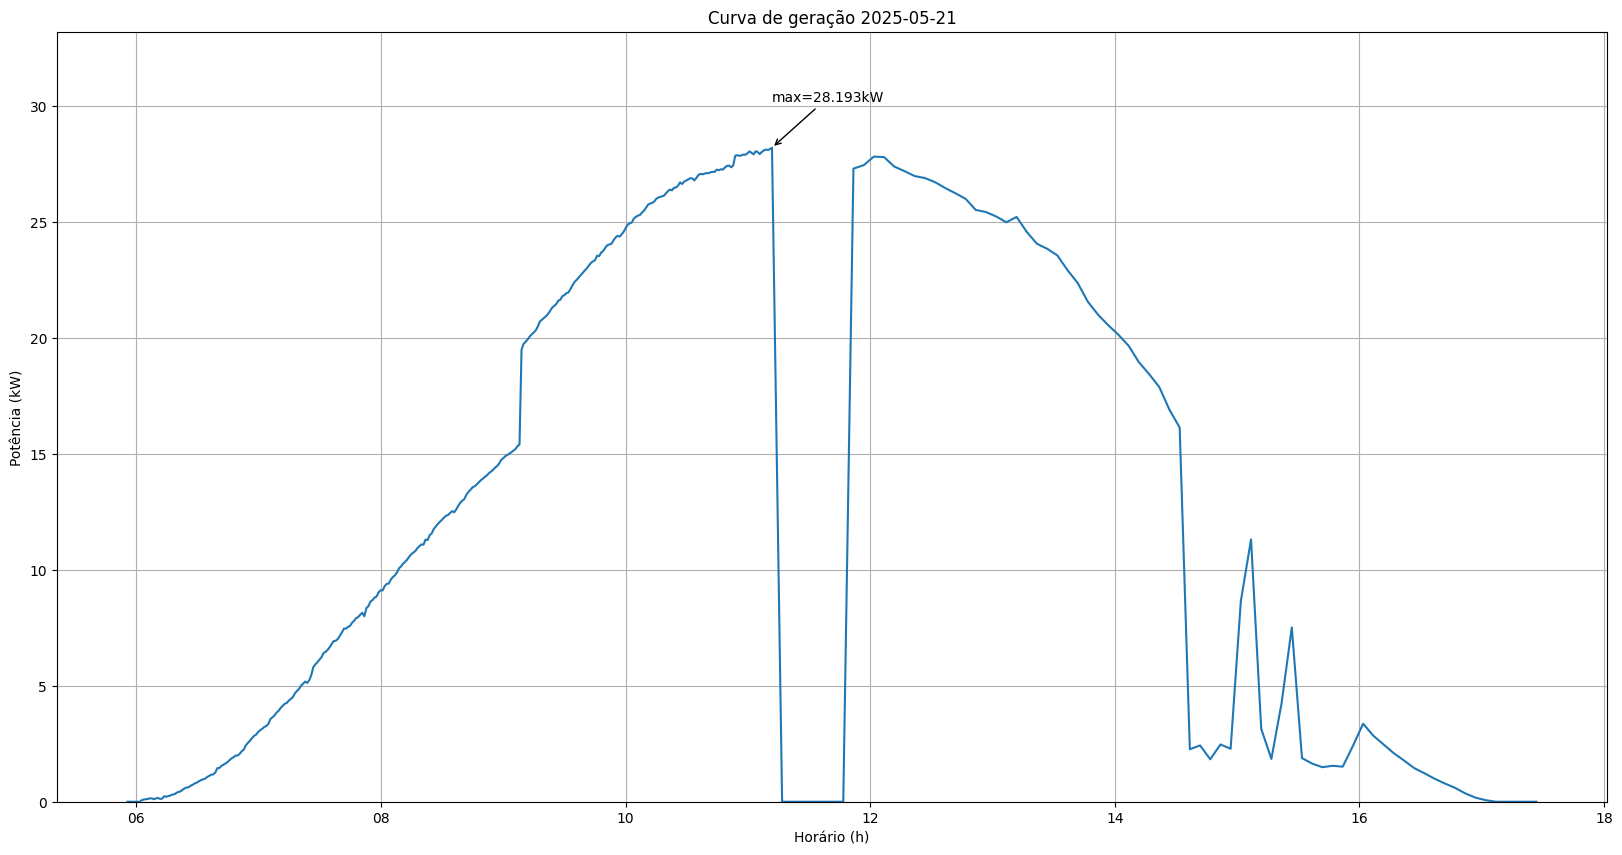 Curva de geração 2025-05-21
max=28.193kW
30
25
20
15
10
5
0
Potência (kW)
06 08 10 12 14 16 18
Horário (h)